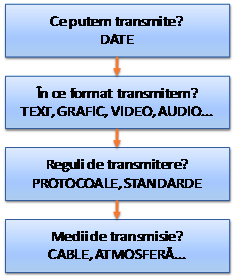 Ce putem transmite?
DATE
În ce format transmitem?
TEXT, GRAFIC, VIDEO, AUDIO...
Reguli de transmitere?
PROTOCOALE, STANDARDE
Medii de transmisie?
CABLE, ATMOSFERĂ...